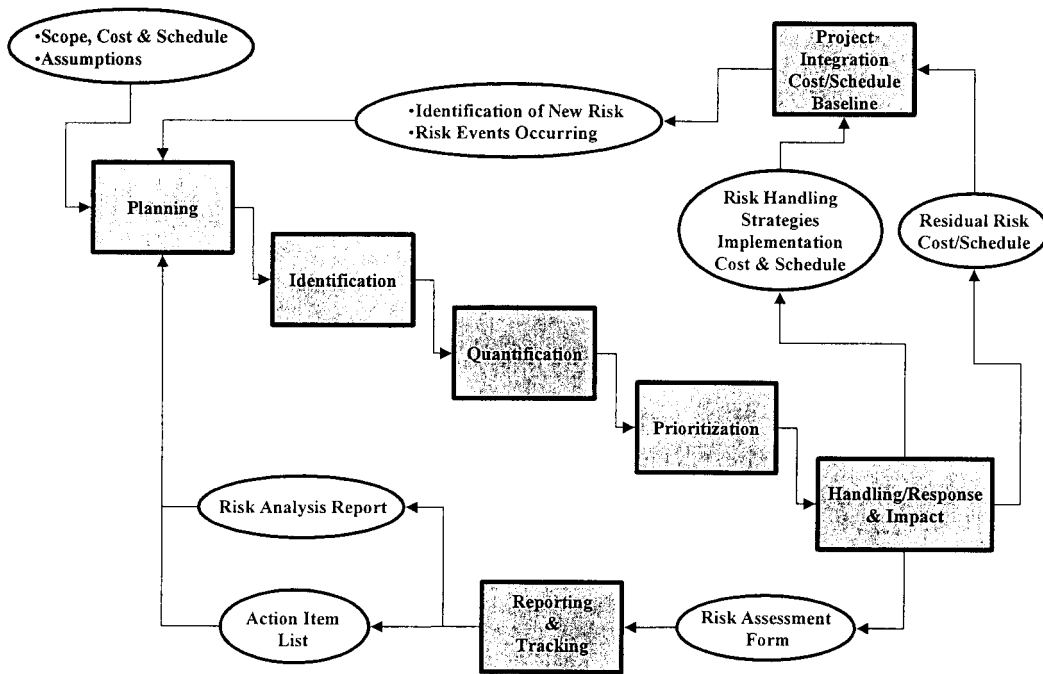 •Scope, Cost & Schedule
•Assumptions
Project
Integration
Cost/Schedule
Baseline
•Identification of New Risk
•Risk Events Occurring
Planning
Risk Handling
Strategies
Implementation
Cost & Schedule
Residual Risk
Cost/Schedule
Identification
Quantification
Prioritization
Handling/Response
& Impact
Risk Analysis Report
Reporting
&
Tracking
Action Item
List
Risk Assessment
Form